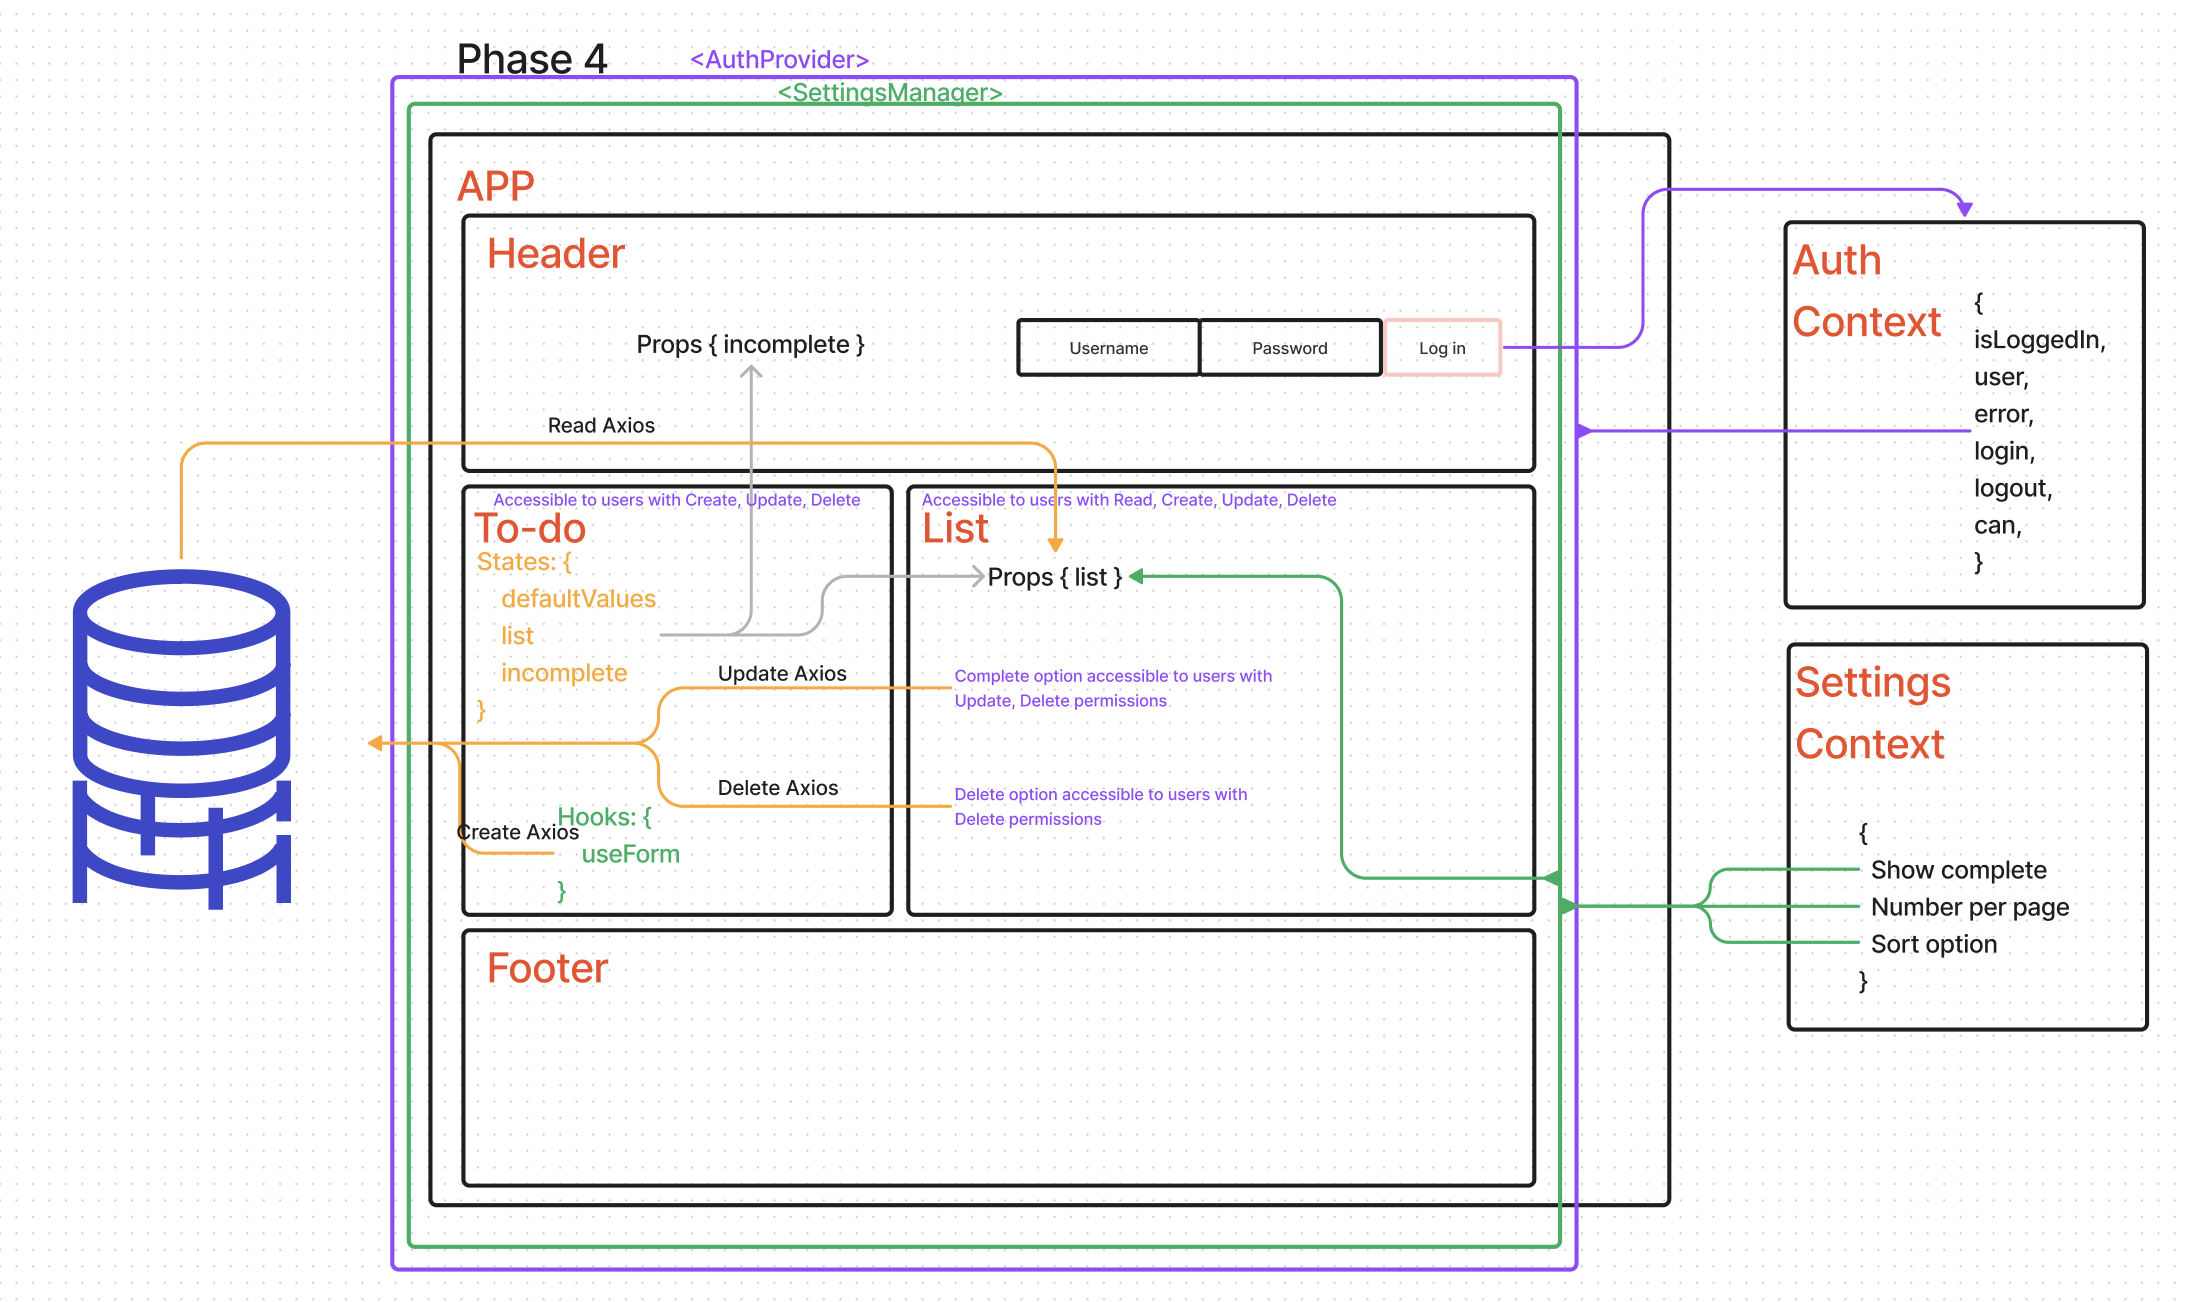 Phase 4
<AuthProvider>
<SettingsManager>
APP
Header
Props { incomplete }
Username
Password
Log in
Read Axios
Accessible to users with Create, Update, Delete
To-do
States: {
defaultValues
list
incomplete
}
Accessible to users with Read, Create, Update, Delete
List
Props { list }
Update Axios
Complete option accessible to users with
Update, Delete permissions
Delete Axios
Delete option accessible to users with
Delete permissions
Hooks: {
Create Axios
useForm
}
Footer
Auth
Context
{
isLoggedIn,
user,
error,
login,
logout,
can,
}
Settings
Context
{
Show complete
Number per page
Sort option
}